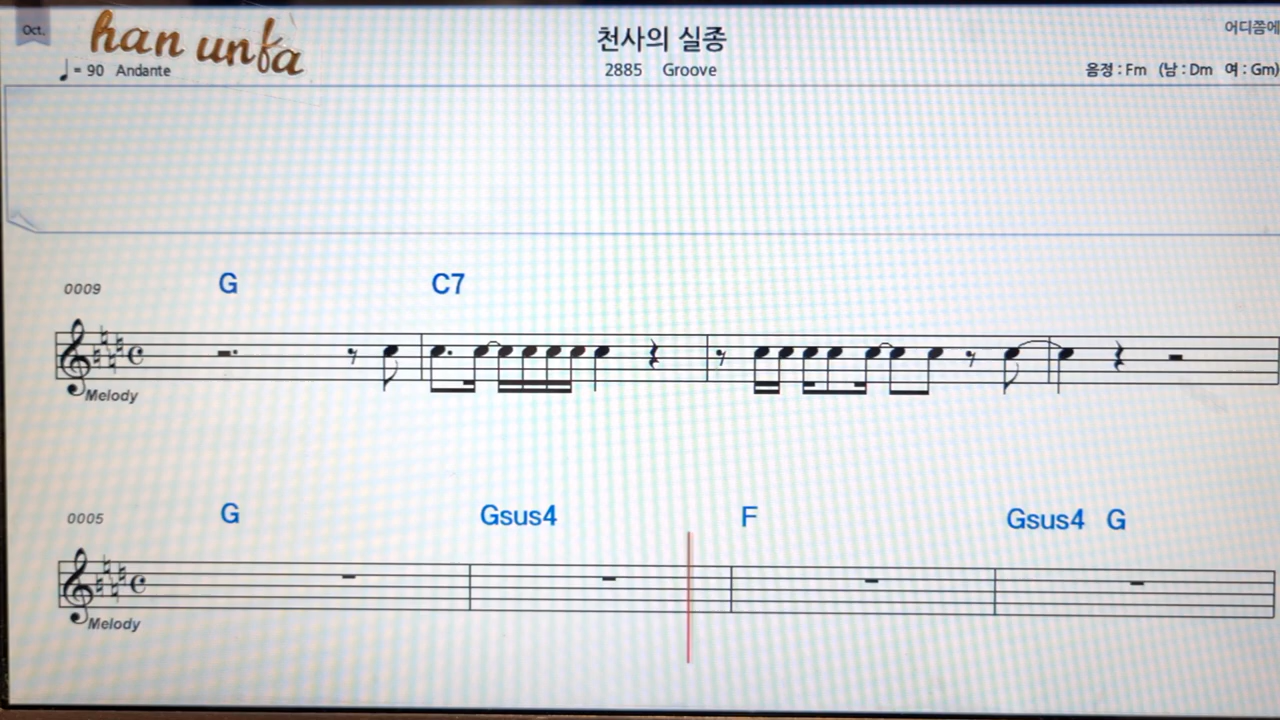 Oct.
han unfa
천사의 실종
어디쯤에
♩= 90 Andante
2885 Groove
음정 : Fm (남 : Dm 여 : Gm)
0009 G C7
Melody
0005 G Gsus4 F Gsus4 G
Melody